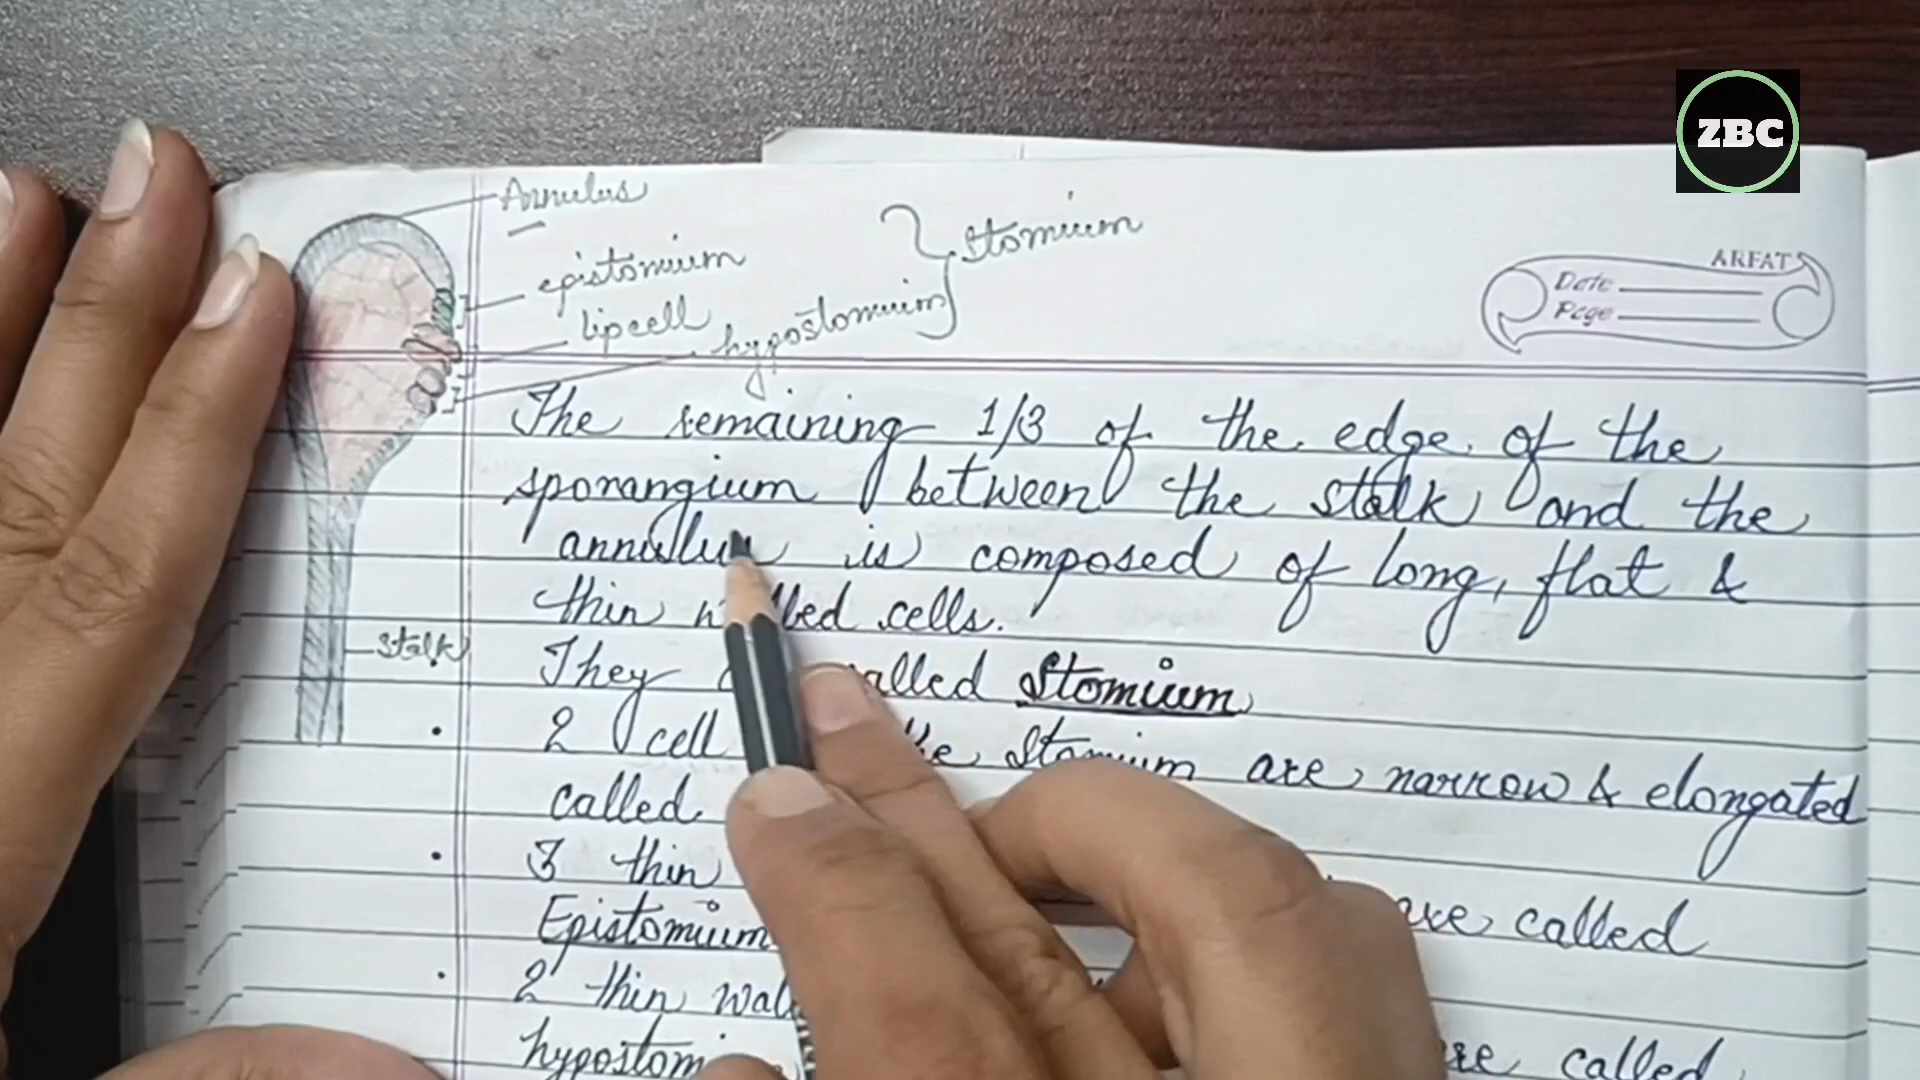 ZBC
Annulus
epistomium
Stomium
lip cell
hypostomium
ARFAT
Date
Page
The remaining 1/3 of the edge of the
sporangium between the stalk and the
annulus is composed of long, flat &
thin walled cells.
Stalk
They called Stomium
2 cell the Stomium are narrow & elongated
called
3 thin are called
Epistomium
2 thin are called